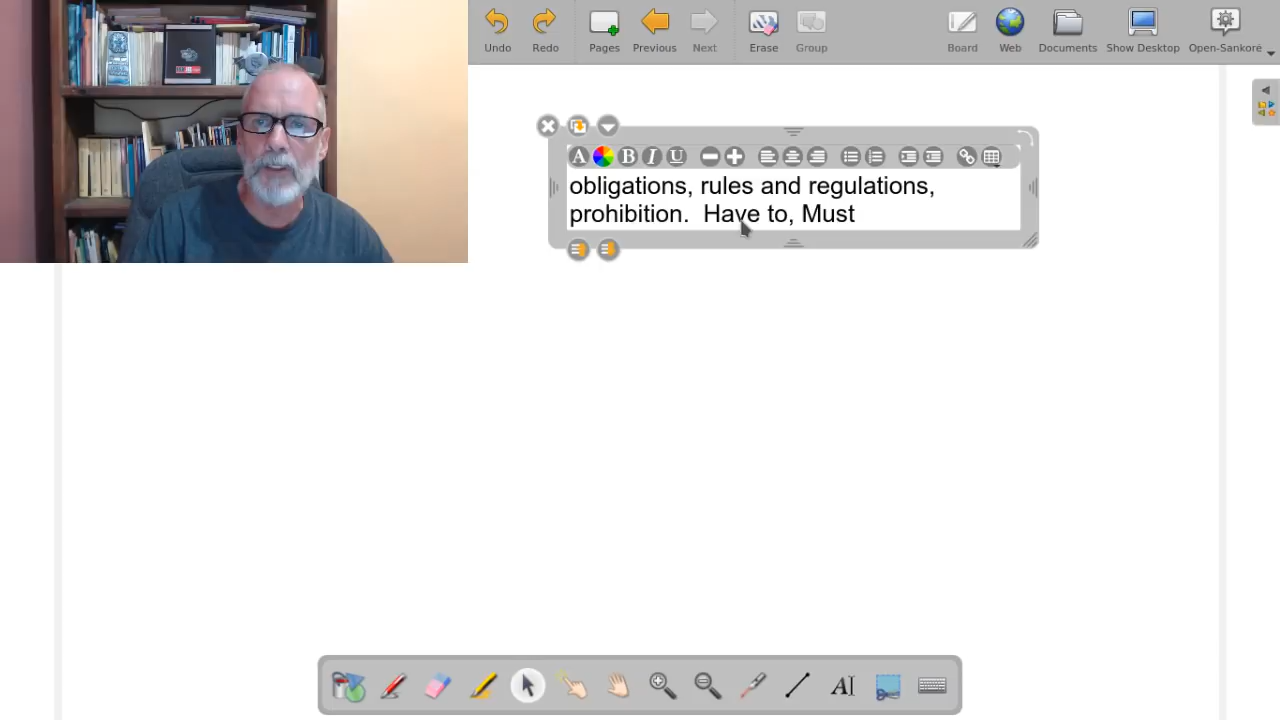 Undo Redo Pages Previous Next Erase Group Board Web Documents Show Desktop Open-Sankoré
obligations, rules and regulations,
prohibition.  Have to, Must